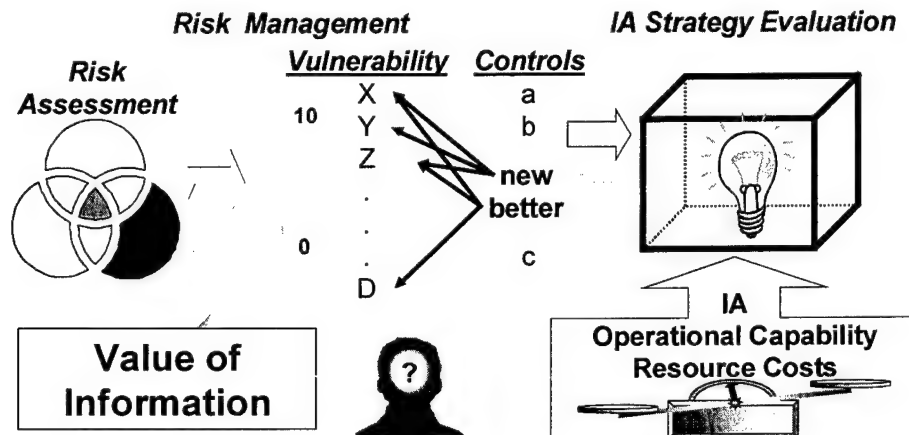 Risk Management
IA Strategy Evaluation
Risk
Assessment
Vulnerability
Controls
10
X
Y
Z
.
.
.
D
0
a
b
new
better
c
Value of
Information
?
IA
Operational Capability
Resource Costs